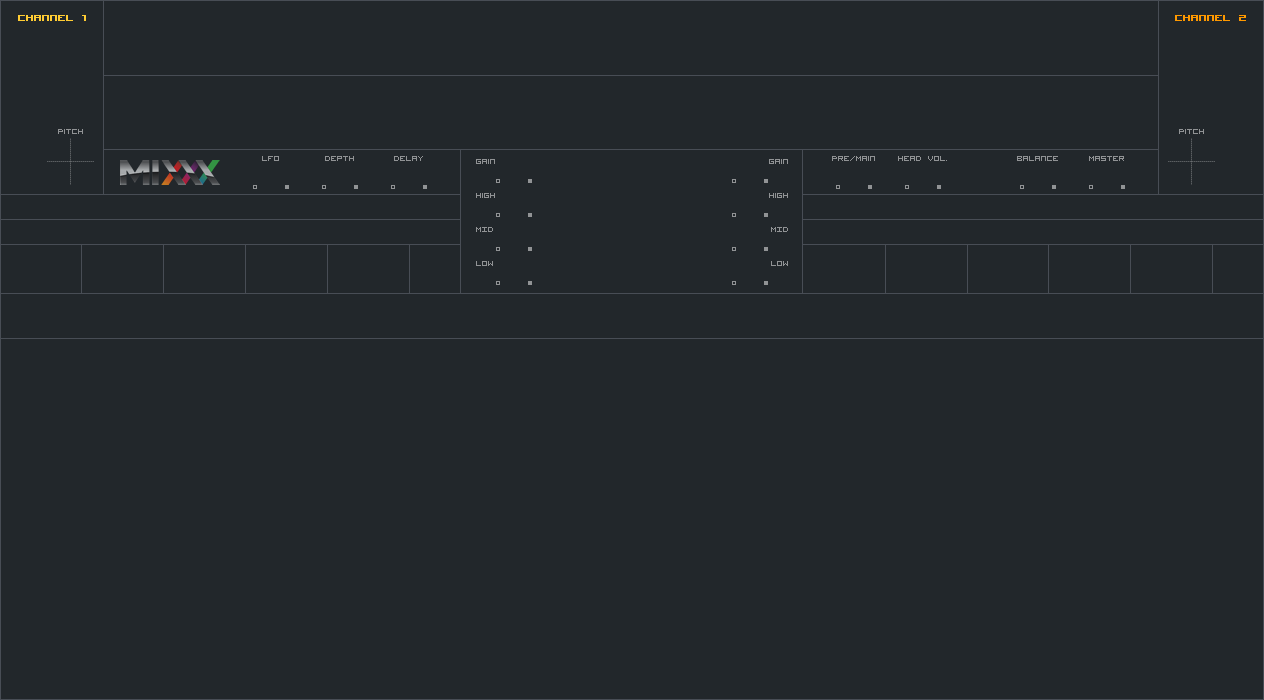 CHANNEL 1
CHANNEL 2
PITCH
PITCH
MIXXX
LFO
DEPTH
DELAY
GAIN
GAIN
PRE/MAIN
HEAD VOL.
BALANCE
MASTER
HIGH
HIGH
MID
MID
LOW
LOW